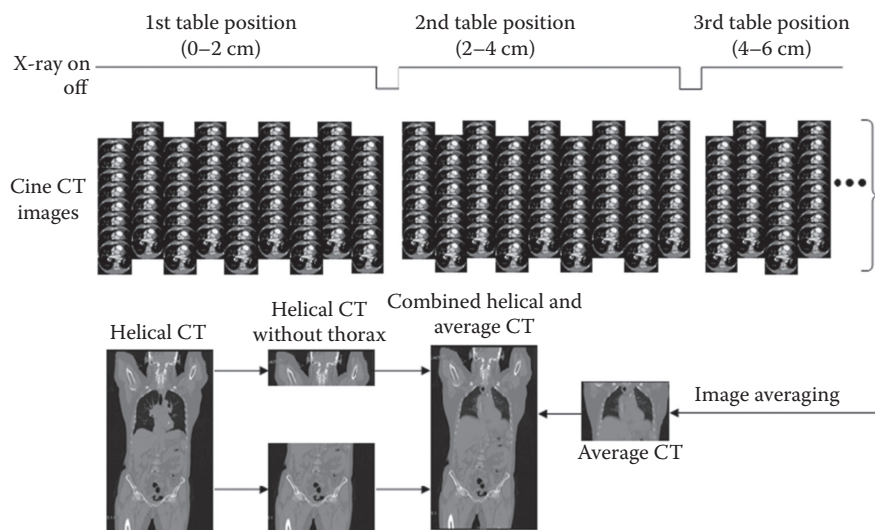 1st table position
(0–2 cm)
2nd table position
(2–4 cm)
3rd table position
(4–6 cm)
X-ray on
off
Cine CT
images
Helical CT
Helical CT
without thorax
Combined helical and
average CT
Image averaging
Average CT